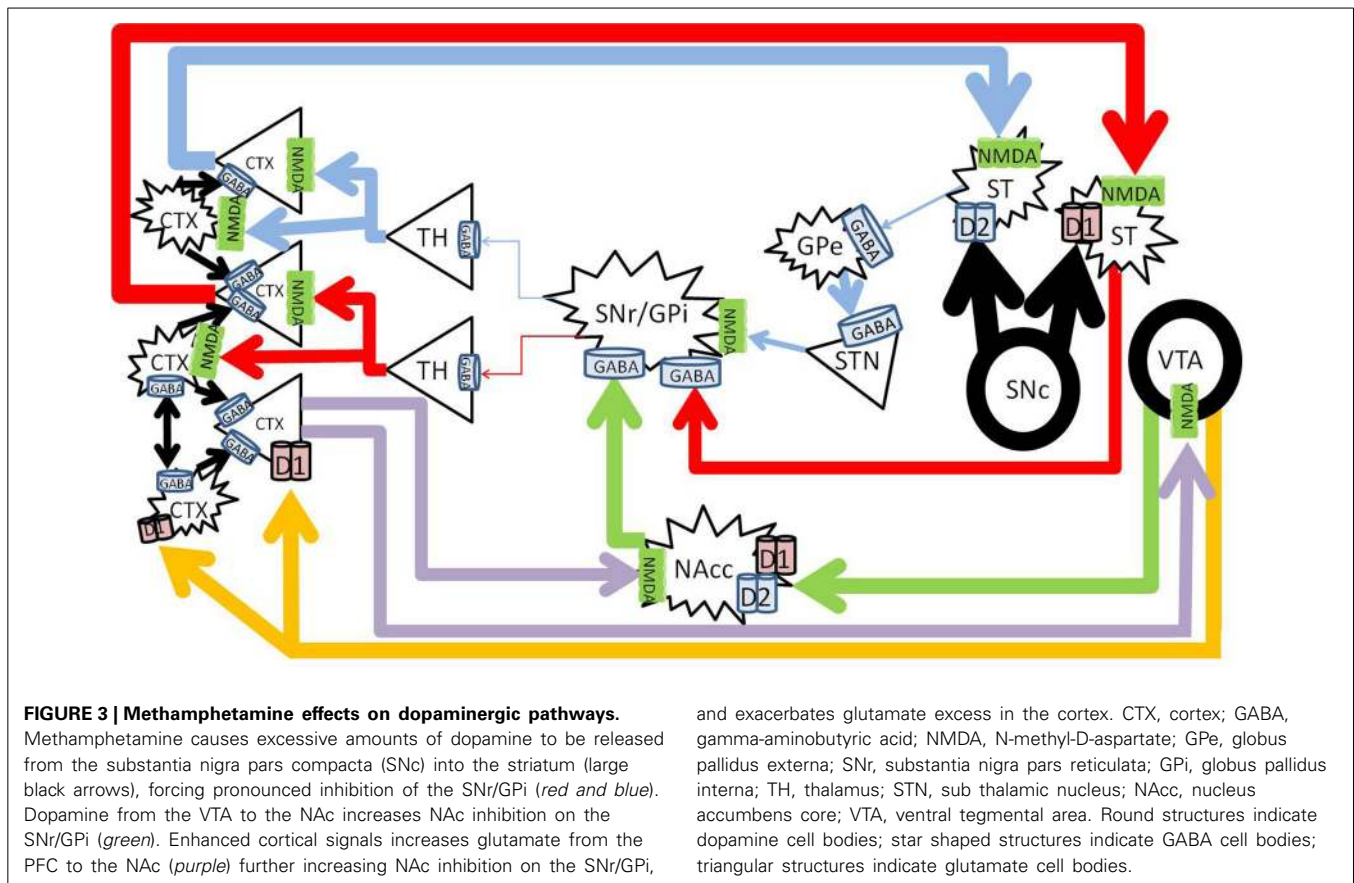 NMDA
ST
D2
NMDA
D1
ST
CTX
GABA
NMDA
CTX
NMDA
GABA
CTX
GABA
NMDA
CTX
NMDA
GABA
GABA
CTX
GABA
D1
GABA
CTX
D1
TH
GABA
TH
GABA
SNr/GPi
NMDA
GABA
GABA
GPe
GABA
GABA
STN
SNc
VTA
NMDA
NMDA
NAcc
D1
D2
FIGURE 3 | Methamphetamine effects on dopaminergic pathways.
Methamphetamine causes excessive amounts of dopamine to be released
from the substantia nigra pars compacta (SNc) into the striatum (large
black arrows), forcing pronounced inhibition of the SNr/GPi (red and blue).
Dopamine from the VTA to the NAc increases NAc inhibition on the
SNr/GPi (green). Enhanced cortical signals increases glutamate from the
PFC to the NAc (purple) further increasing NAc inhibition on the SNr/GPi,
and exacerbates glutamate excess in the cortex. CTX, cortex; GABA,
gamma-aminobutyric acid; NMDA, N-methyl-D-aspartate; GPe, globus
pallidus externa; SNr, substantia nigra pars reticulata; GPi, globus pallidus
interna; TH, thalamus; STN, sub thalamic nucleus; NAcc, nucleus
accumbens core; VTA, ventral tegmental area. Round structures indicate
dopamine cell bodies; star shaped structures indicate GABA cell bodies;
triangular structures indicate glutamate cell bodies.